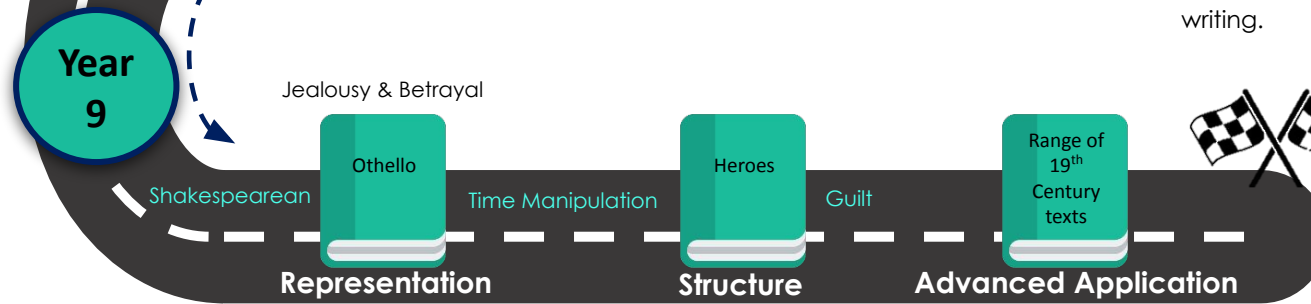 writing.
Year
9
Jealousy & Betrayal
Shakespearean
Othello
Time Manipulation
Heroes
Guilt
Range of
19th
Century
texts
Representation
Structure
Advanced Application